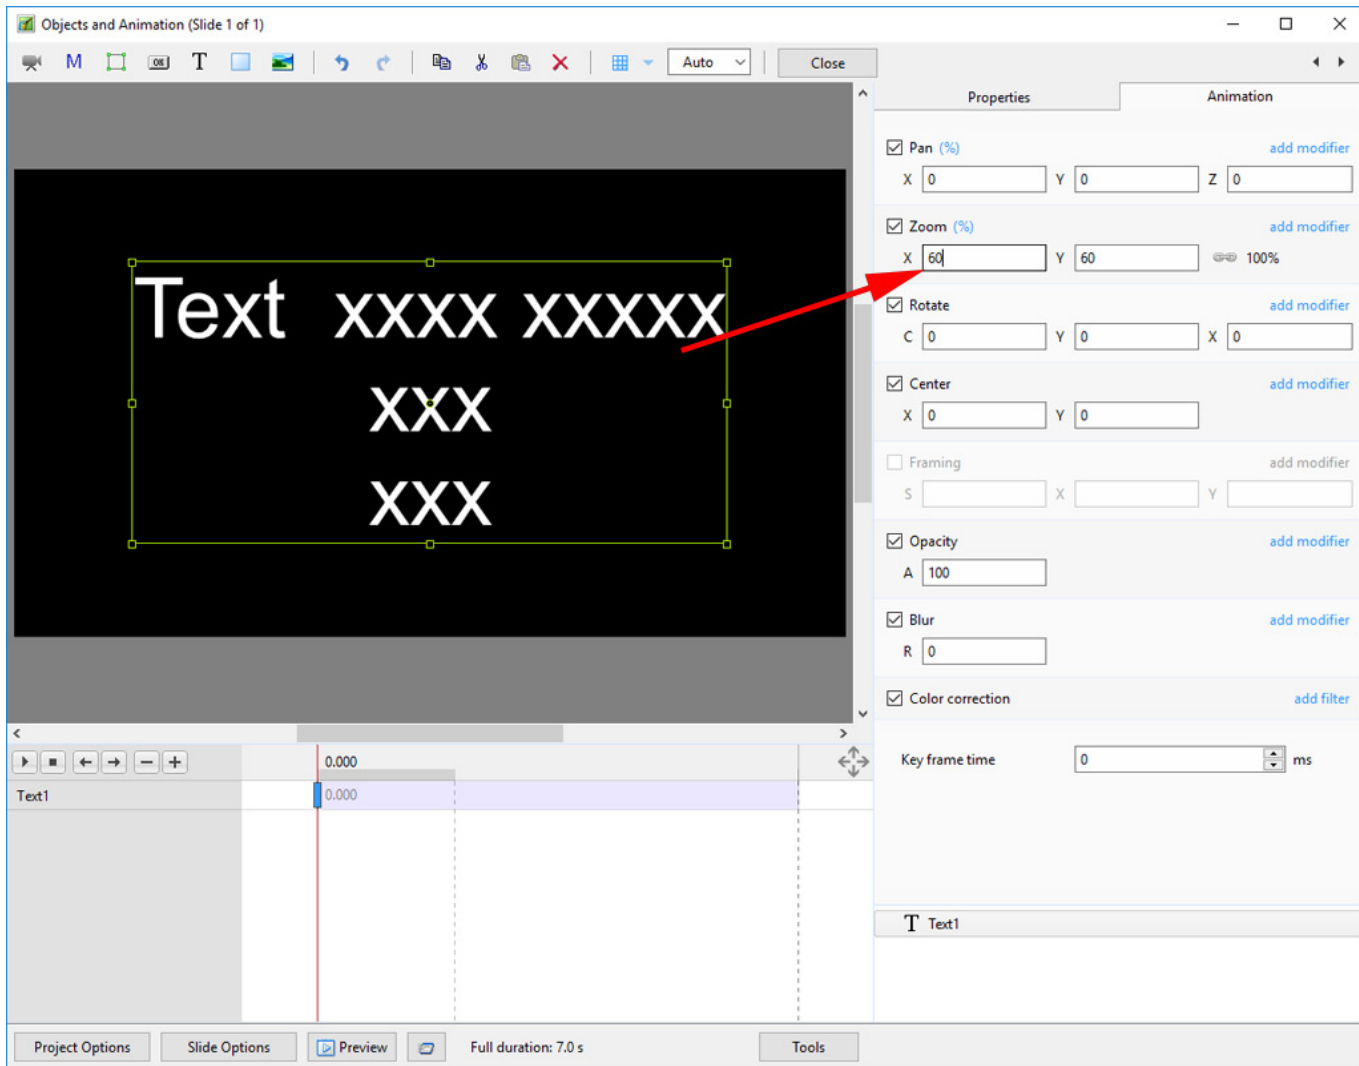 Objects and Animation (Slide 1 of 1)
M OK T Auto Close
Properties Animation
Pan (%) add modifier
X 0 Y 0 Z 0
Zoom (%) add modifier
X 60 Y 60 100%
Rotate add modifier
C 0 Y 0 X 0
Center add modifier
X 0 Y 0
Framing add modifier
S X Y
Opacity add modifier
A 100
Blur add modifier
R 0
Color correction add filter
Key frame time 0 ms
Text xxxx xxxxx
xxx
xxx
0.000
Text1 0.000
T Text1
Project Options Slide Options Preview Full duration: 7.0 s Tools